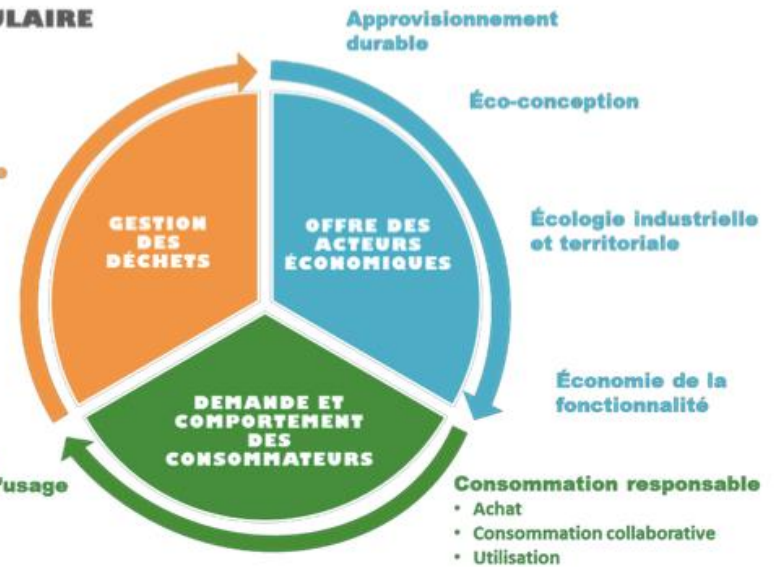 ULAIRE
Approvisionnement
durable
Éco-conception
Écologie industrielle
et territoriale
Économie de la
fonctionnalité
GESTION
DES
DÉCHETS
OFFRE DES
ACTEURS
ÉCONOMIQUES
DEMANDE ET
COMPORTEMENT
DES
CONSOMMATEURS
'usage
Consommation responsable
• Achat
• Consommation collaborative
• Utilisation